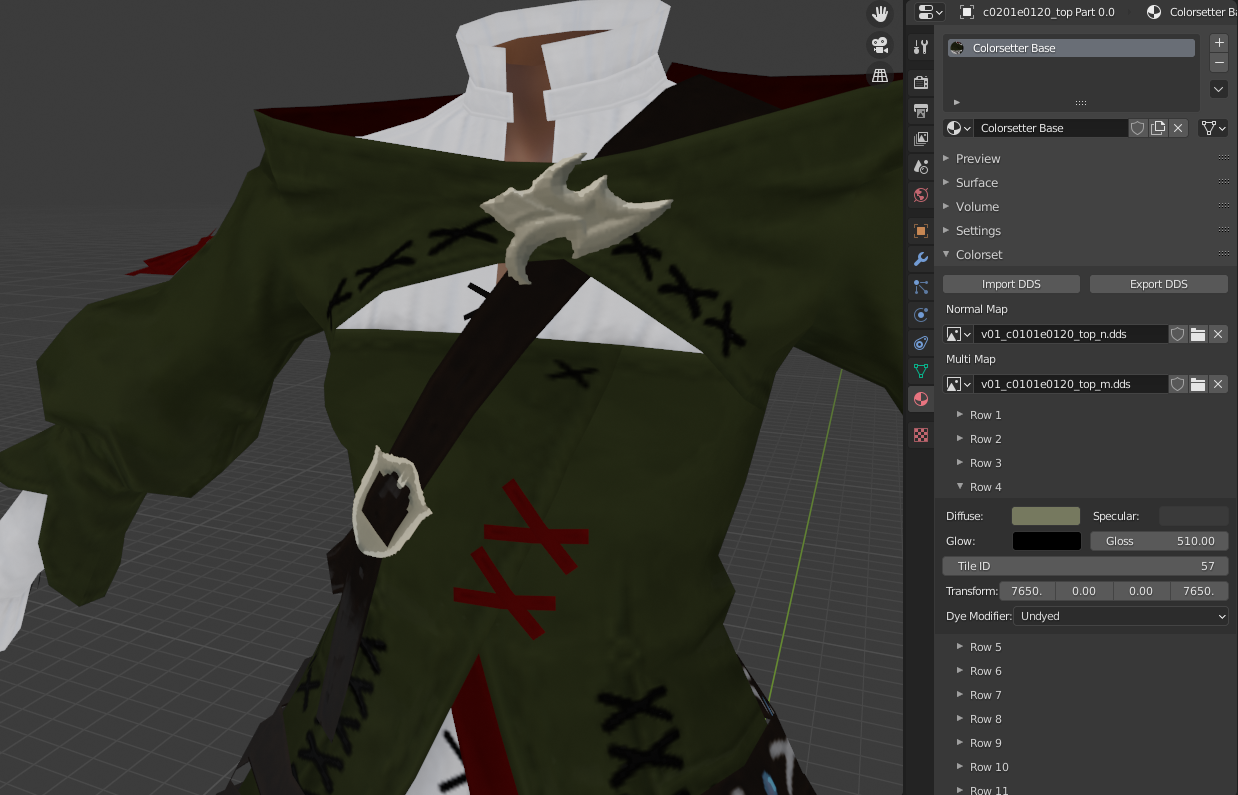 c0201e0120_top Part 0.0
Colorsetter B
Colorsetter Base
Colorsetter Base
Preview
Surface
Volume
Settings
Colorset
Import DDS Export DDS
Normal Map
v01_c0101e0120_top_n.dds
Multi Map
v01_c0101e0120_top_m.dds
Row 1
Row 2
Row 3
Row 4
Diffuse: Specular:
Glow: Gloss 510.00
Tile ID 57
Transform: 7650. 0.00 0.00 7650.
Dye Modifier: Undyed
Row 5
Row 6
Row 7
Row 8
Row 9
Row 10
Row 11